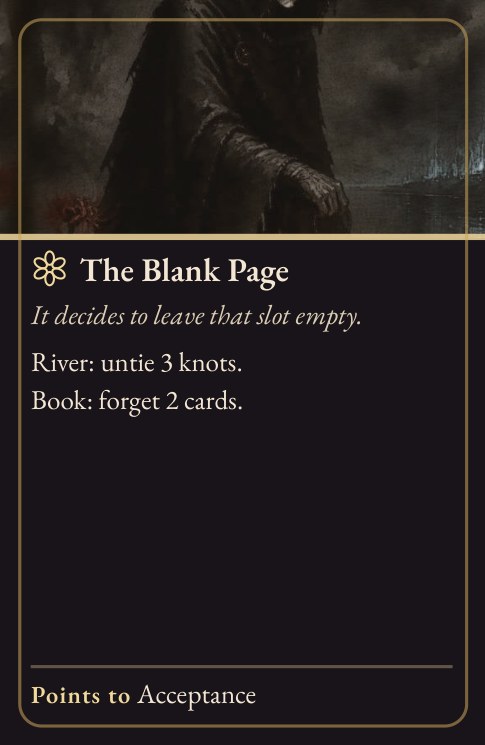 The Blank Page
It decides to leave that slot empty.
River: untie 3 knots.
Book: forget 2 cards.
Points to Acceptance